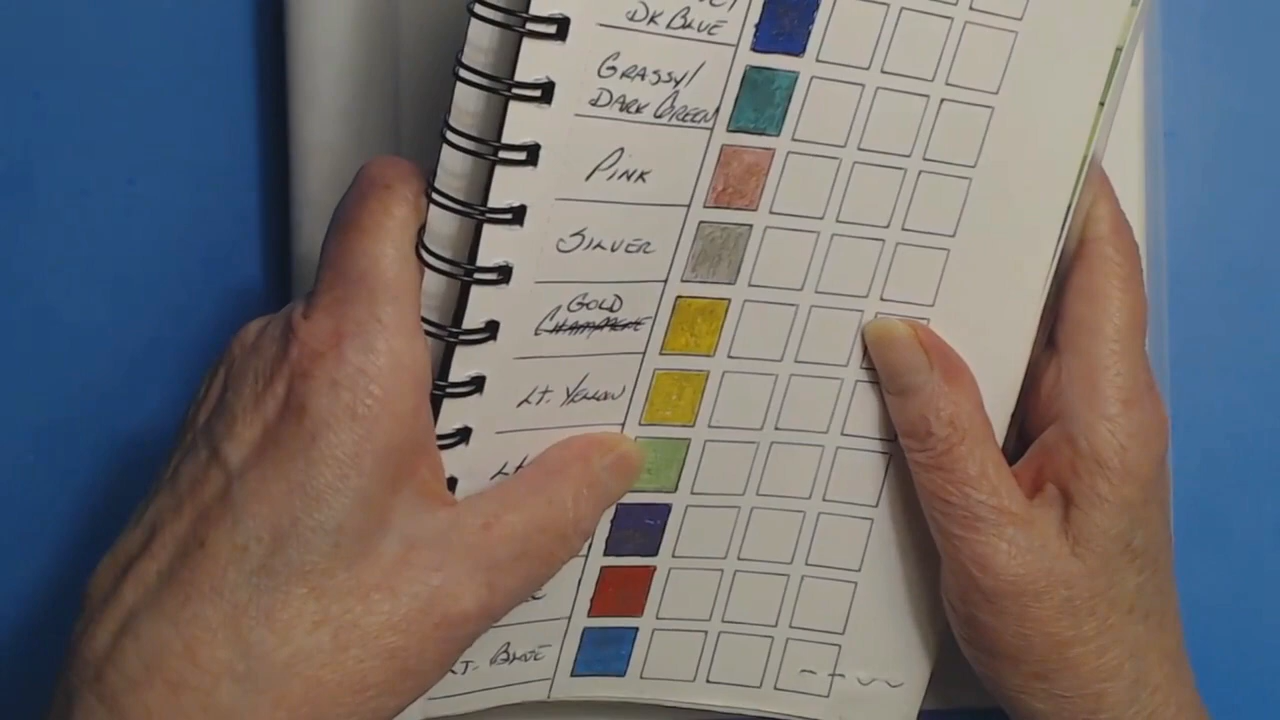 DK BLUE
GRASSY/
DARK GREEN
PINK
SILVER
GOLD
CHAMPAGNE
LT. YELLOW
LT. BLUE